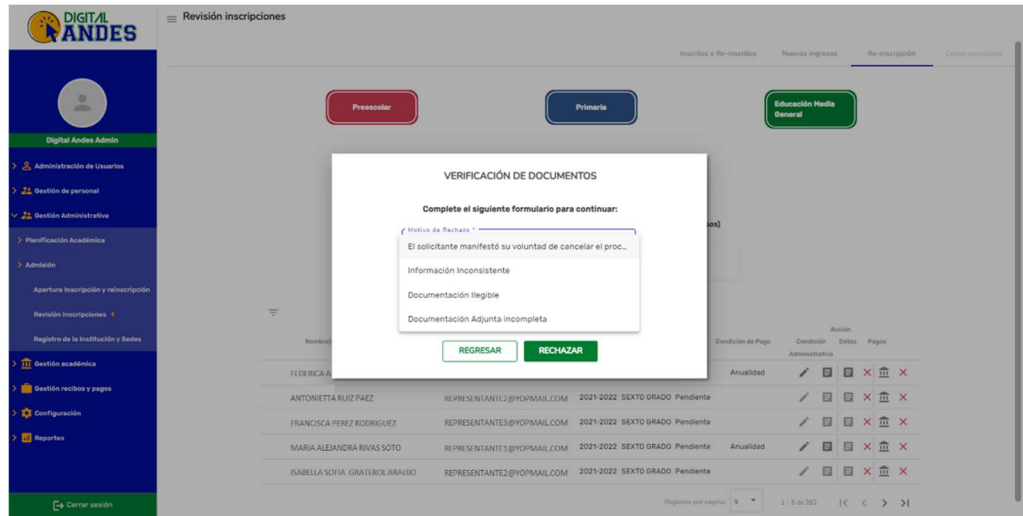 DIGITAL
ANDES
Revisión inscripciones
Inscritos y Re-inscritos
Nuevos ingresos
Re-inscripción
Casos especiales
Digital Andes Admin
Administración de Usuarios
Gestión de personal
Gestión Administrativa
Planificación Académica
Admisión
Apertura Inscripción y reinscripción
Revisión Inscripciones
Registro de la Institución y Sedes
Gestión académica
Gestión recibos y pagos
Configuración
Reportes
Cerrar sesión
Preescolar
Primaria
Educación Media
General
VERIFICACIÓN DE DOCUMENTOS
Complete el siguiente formulario para continuar:
Motivo de Rechazo *
El solicitante manifestó su voluntad de cancelar el proc...
Información Inconsistente
Documentación Ilegible
Documentación Adjunta incompleta
REGRESAR
RECHAZAR
Acción
Condición de Pago Condición Datos Pagos
Administrativa
FEDERICA A Anualidad
ANTONIETTA RUIZ PAEZ REPRESENTANTE2@YOPMAIL.COM 2021-2022 SEXTO GRADO Pendiente
FRANCISCA PEREZ RODRIGUEZ REPRESENTANTE3@YOPMAIL.COM 2021-2022 SEXTO GRADO Pendiente
MARIA ALEJANDRA RIVAS SOTO REPRESENTANTE1@YOPMAIL.COM 2021-2022 SEXTO GRADO Pendiente Anualidad
ISABELLA SOFIA GRATEROL ARAUJO REPRESENTANTE2@YOPMAIL.COM 2021-2022 SEXTO GRADO Pendiente
Registros por página: 5 1 - 5 de 352